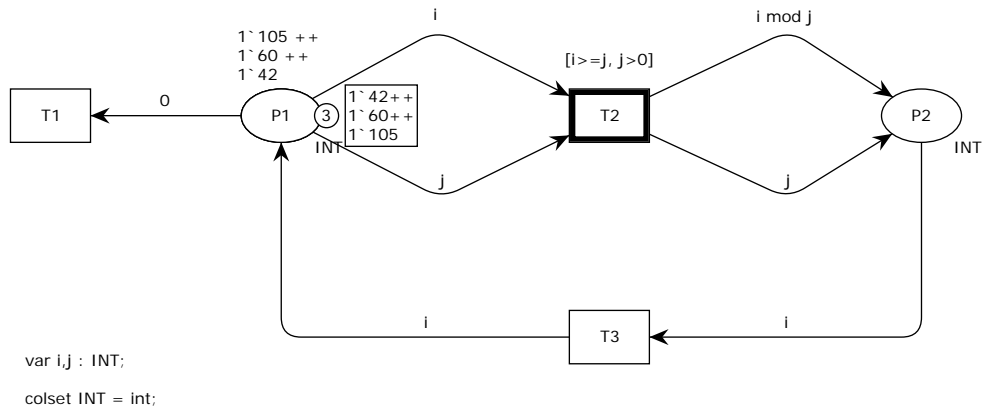 i
i mod j
1`105 ++
1`60 ++
1`42
[i>=j, j>0]
0
1`42++
1`60++
1`105
T1
P1
3
T2
P2
INT
INT
j
j
i
i
T3
var i,j : INT;
colset INT = int;